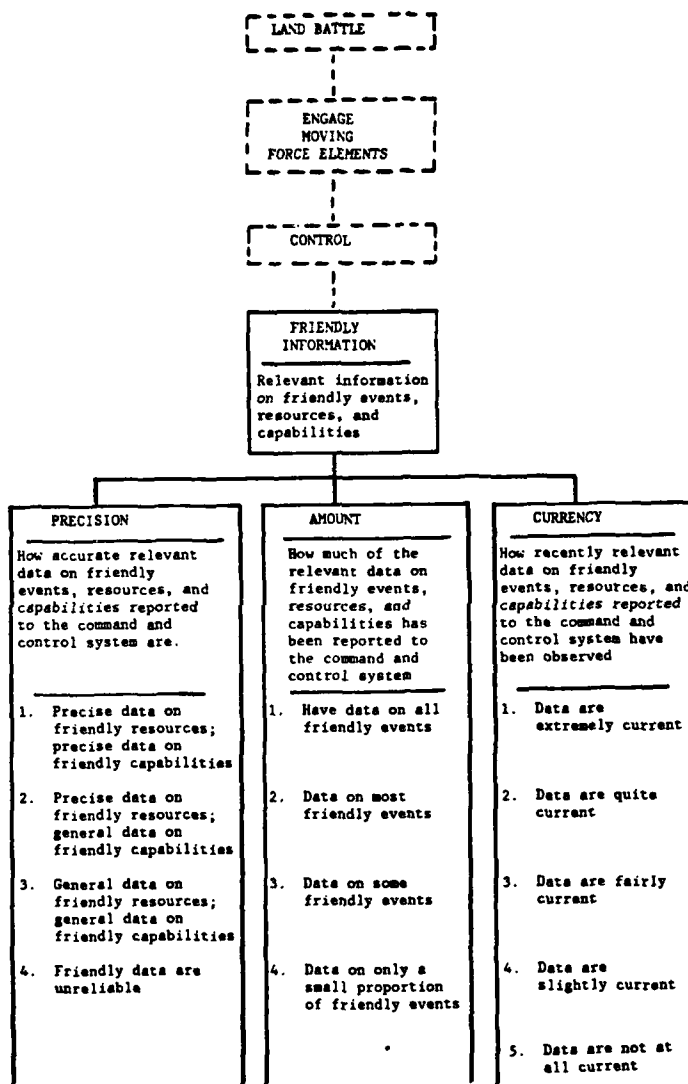 LAND BATTLE
ENGAGE
MOVING
FORCE ELEMENTS
CONTROL
FRIENDLY
INFORMATION
Relevant information
on friendly events,
resources, and
capabilities
PRECISION
How accurate relevant
data on friendly
events, resources, and
capabilities reported
to the command and
control system are.
1. Precise data on
friendly resources;
precise data on
friendly capabilities
2. Precise data on
friendly resources;
general data on
friendly capabilities
3. General data on
friendly resources;
general data on
friendly capabilities
4. Friendly data are
unreliable
AMOUNT
How much of the
relevant data on
friendly events,
resources, and
capabilities has
been reported to
the command and
control system
1. Have data on all
friendly events
2. Data on most
friendly events
3. Data on some
friendly events
4. Data on only a
small proportion
of friendly events
CURRENCY
How recently relevant
data on friendly
events, resources, and
capabilities reported
to the command and
control system have
been observed
1. Data are
extremely current
2. Data are quite
current
3. Data are fairly
current
4. Data are
slightly current
5. Data are not at
all current